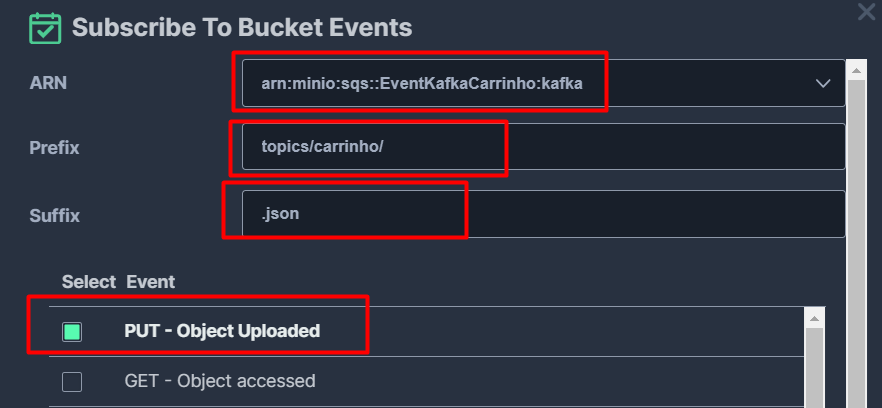 Subscribe To Bucket Events
ARN arn:minio:sqs::EventKafkaCarrinho:kafka
Prefix topics/carrinho/
Suffix .json
Select Event
PUT - Object Uploaded
GET - Object accessed